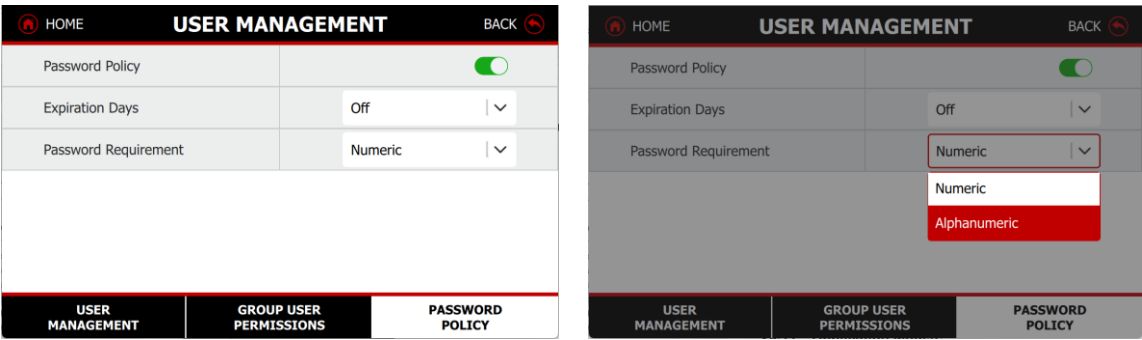 HOME USER MANAGEMENT BACK
Password Policy
Expiration Days Off
Password Requirement Numeric
USER MANAGEMENT
GROUP USER PERMISSIONS
PASSWORD POLICY
HOME USER MANAGEMENT BACK
Password Policy
Expiration Days Off
Password Requirement Numeric
Numeric
Alphanumeric
USER MANAGEMENT
GROUP USER PERMISSIONS
PASSWORD POLICY